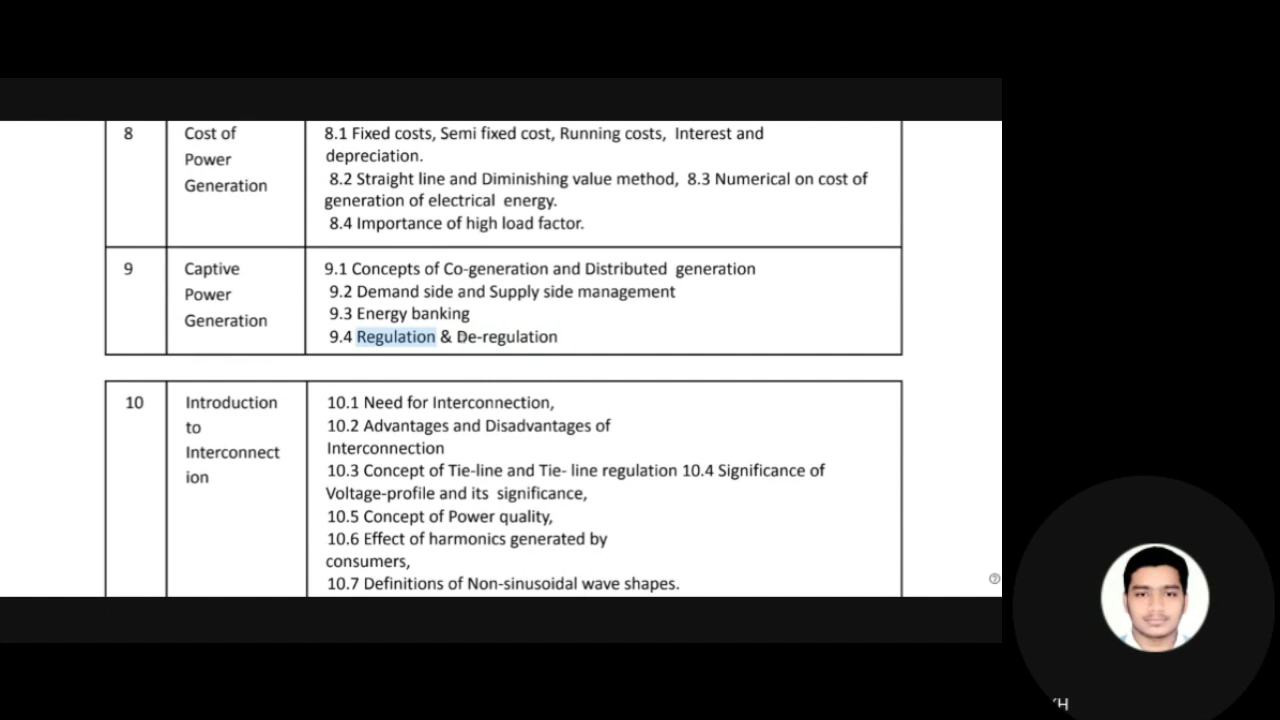 8 Cost of 8.1 Fixed costs, Semi fixed cost, Running costs, Interest and
Power depreciation.
Generation 8.2 Straight line and Diminishing value method, 8.3 Numerical on cost of
generation of electrical energy.
8.4 Importance of high load factor.
9 Captive 9.1 Concepts of Co-generation and Distributed generation
Power 9.2 Demand side and Supply side management
Generation 9.3 Energy banking
9.4 Regulation & De-regulation
10 Introduction 10.1 Need for Interconnection,
to 10.2 Advantages and Disadvantages of
Interconnect Interconnection
ion 10.3 Concept of Tie-line and Tie- line regulation 10.4 Significance of
Voltage-profile and its significance,
10.5 Concept of Power quality,
10.6 Effect of harmonics generated by
consumers,
10.7 Definitions of Non-sinusoidal wave shapes.